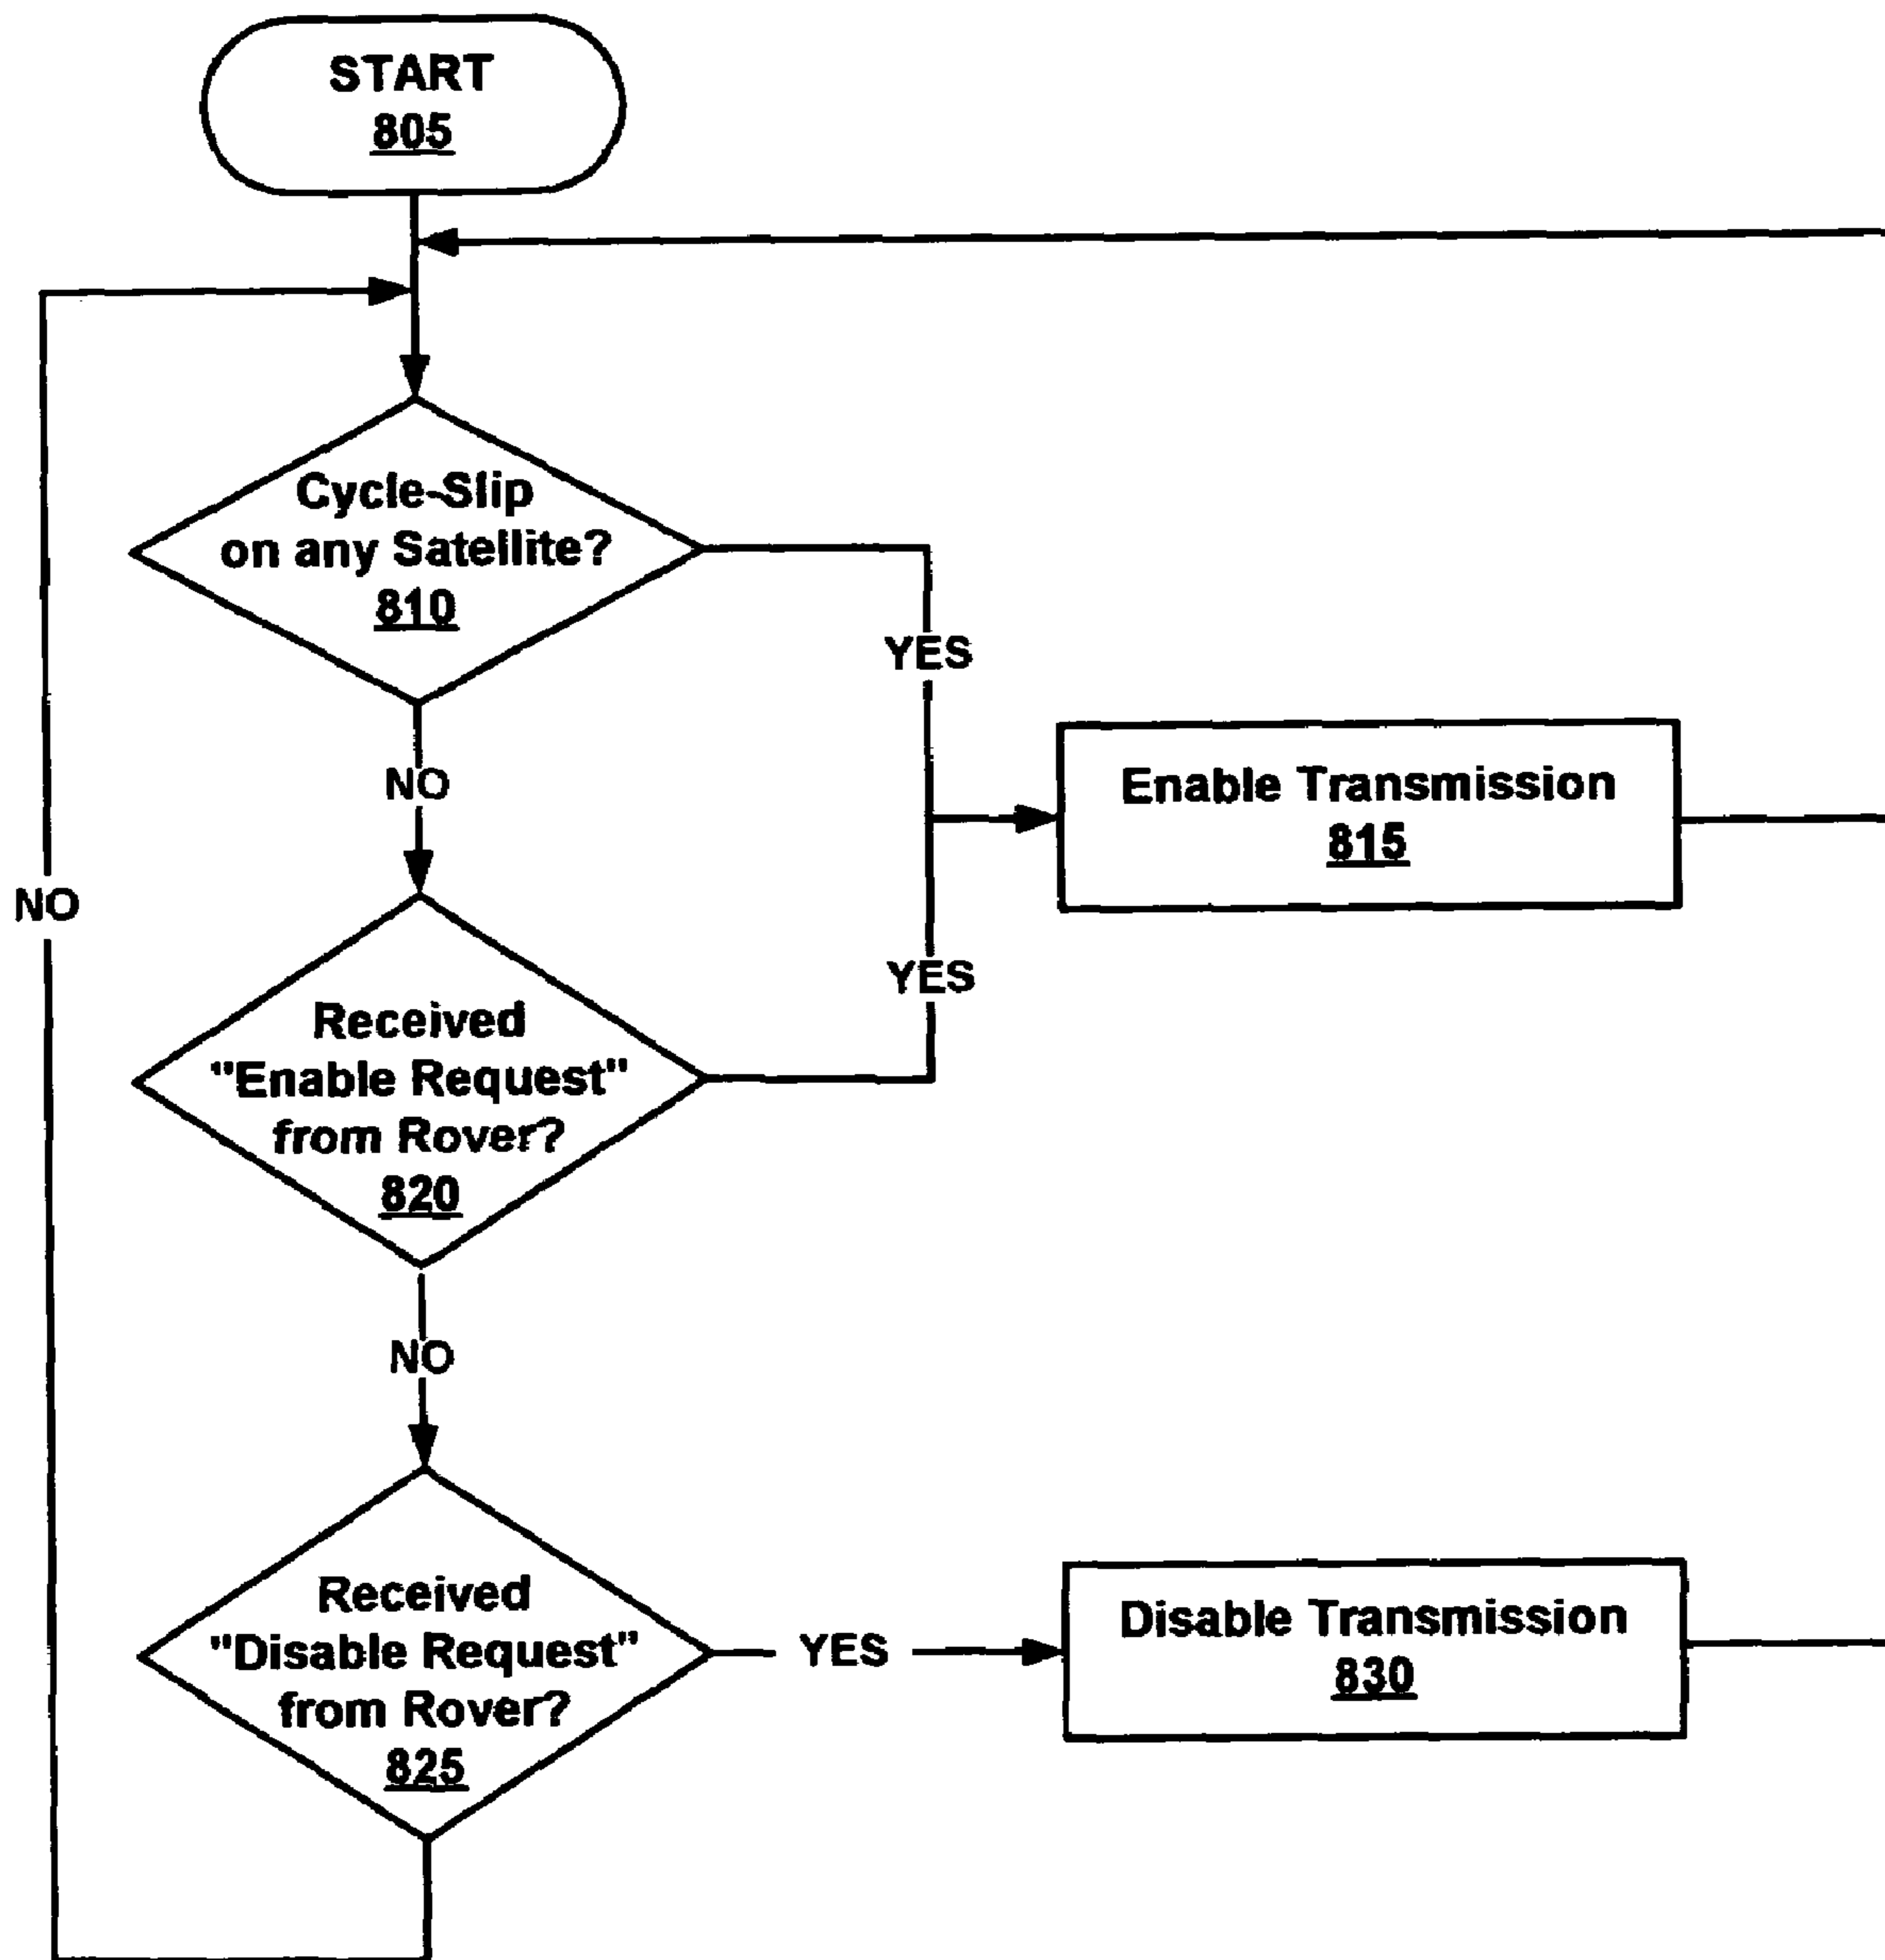 START
805
Cycle-Slip
on any Satellite?
810
YES
NO
Enable Transmission
815
NO
YES
Received
"Enable Request"
from Rover?
820
NO
Received
"Disable Request"
from Rover?
825
YES
Disable Transmission
830